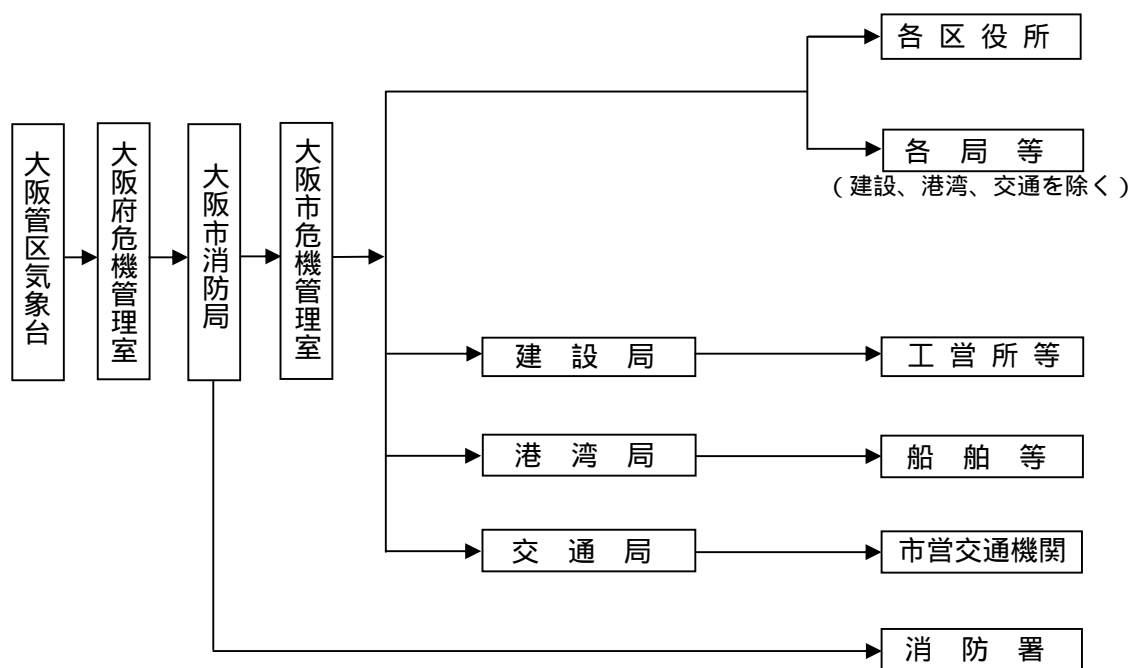 大阪管区気象台
大阪府危機管理室
大阪市消防局
大阪市危機管理室
各区役所
各局等
（建設、港湾、交通を除く）
建設局
工営所等
港湾局
船舶等
交通局
市営交通機関
消防署